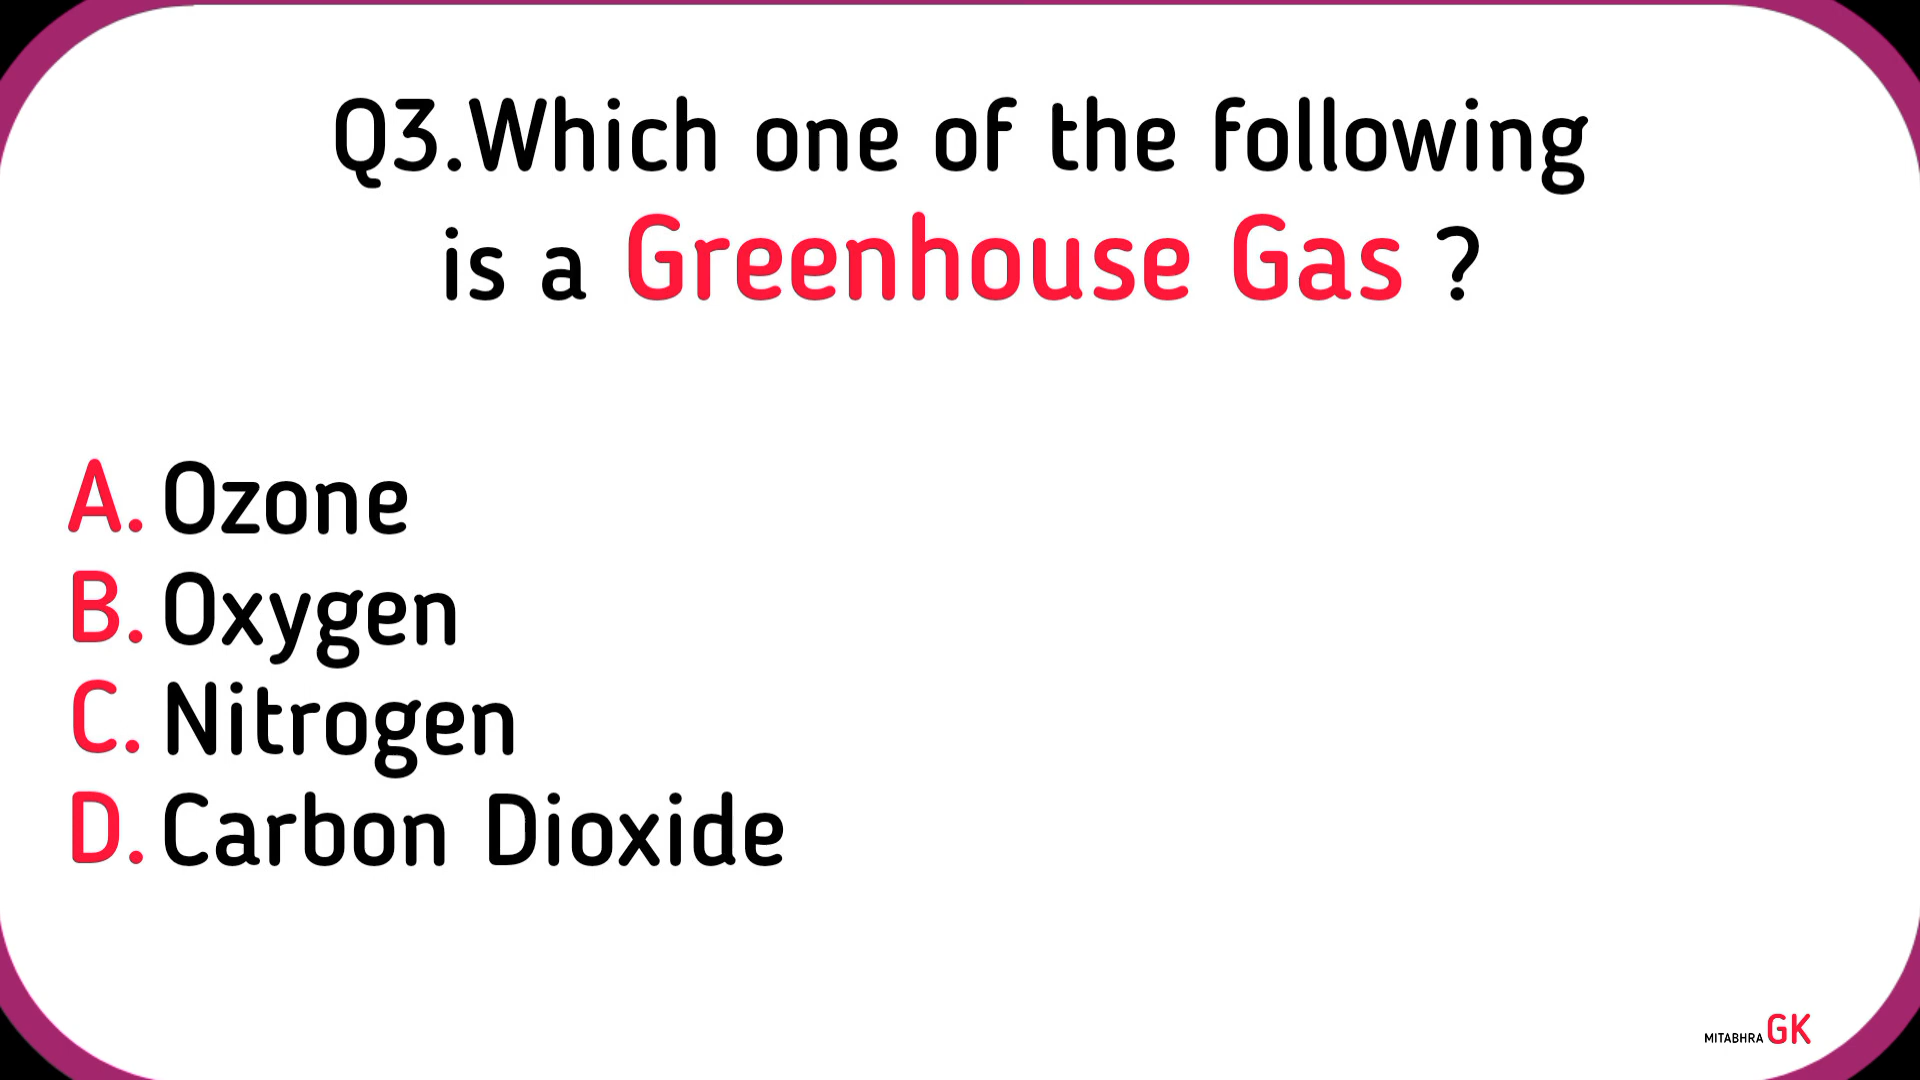 Q3.Which one of the following
is a Greenhouse Gas ?
A. Ozone
B. Oxygen
C. Nitrogen
D. Carbon Dioxide
MITABHRA GK